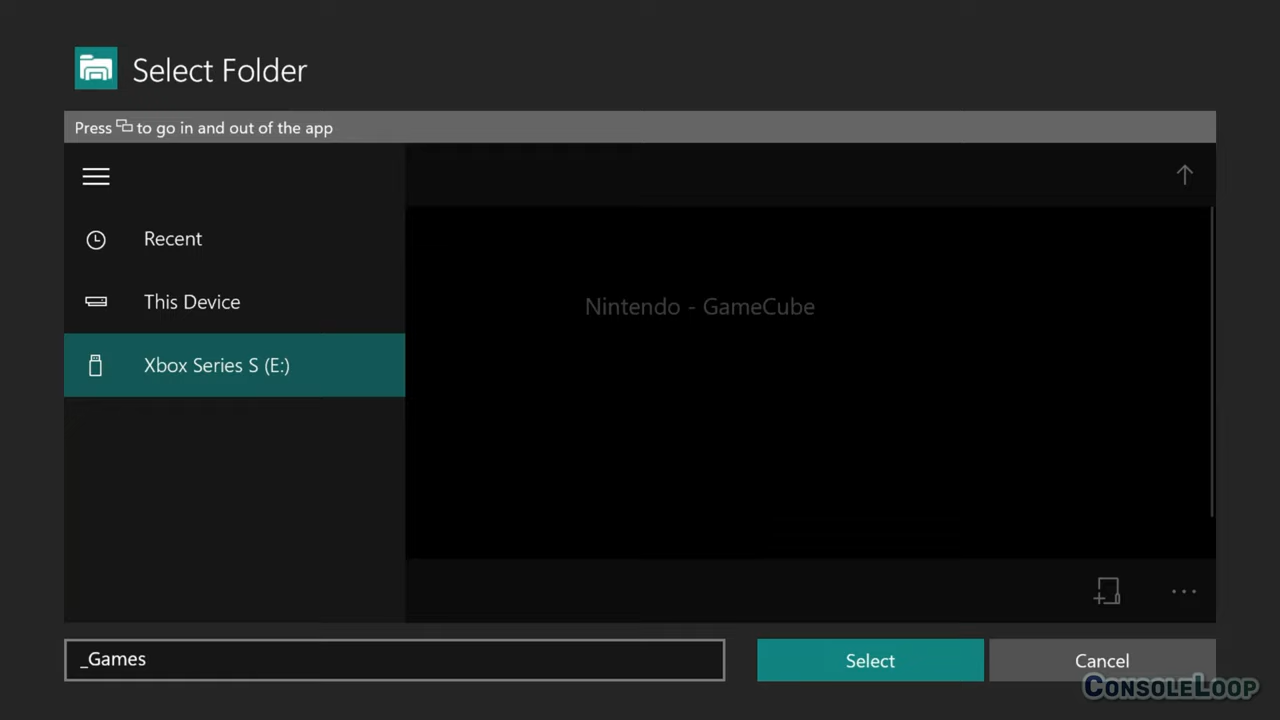 Select Folder
Press to go in and out of the app
Recent
This Device
Xbox Series S (E:)
Nintendo - GameCube
_Games
Select
Cancel
CONSOLELOOP